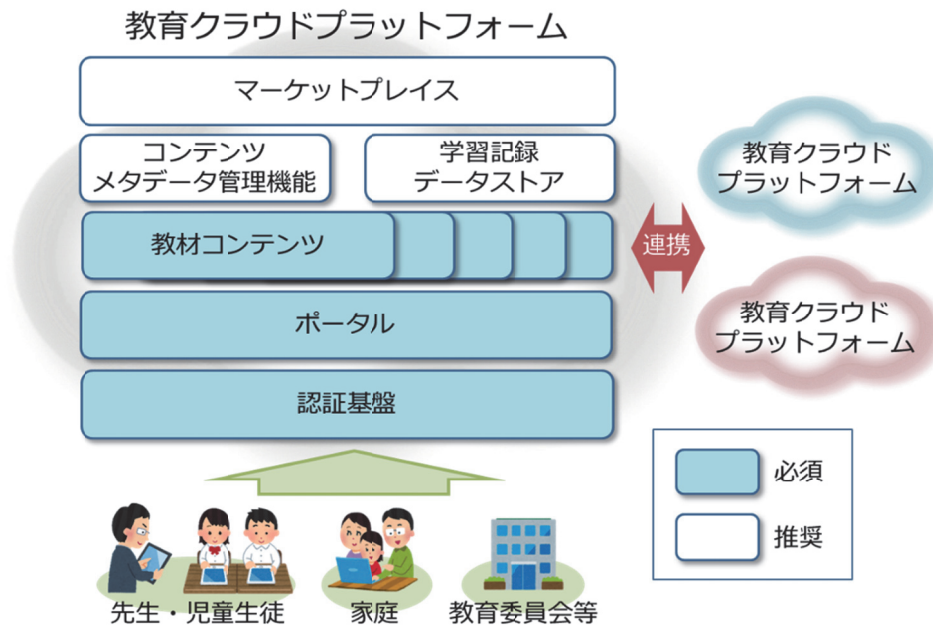 教育クラウドプラットフォーム
マーケットプレイス
コンテンツ
メタデータ管理機能
学習記録
データストア
教材コンテンツ
ポータル
認証基盤
連携
教育クラウド
プラットフォーム
教育クラウド
プラットフォーム
必須
推奨
先生・児童生徒
家庭
教育委員会等